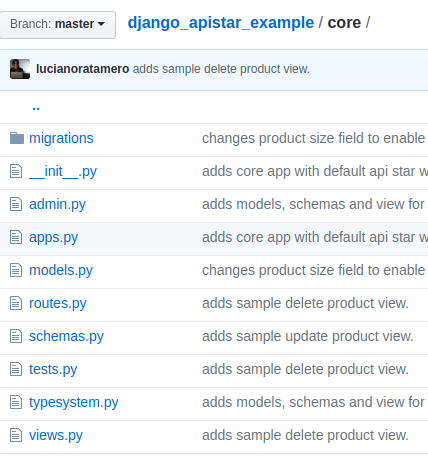 Branch: master django_apistar_example / core /
lucianoratamero adds sample delete product view.
..
migrations changes product size field to enable
__init__.py adds core app with default api star w
admin.py adds models, schemas and view for
apps.py adds core app with default api star w
models.py changes product size field to enable
routes.py adds sample delete product view.
schemas.py adds sample update product view.
tests.py adds sample delete product view.
typesystem.py adds models, schemas and view for
views.py adds sample delete product view.